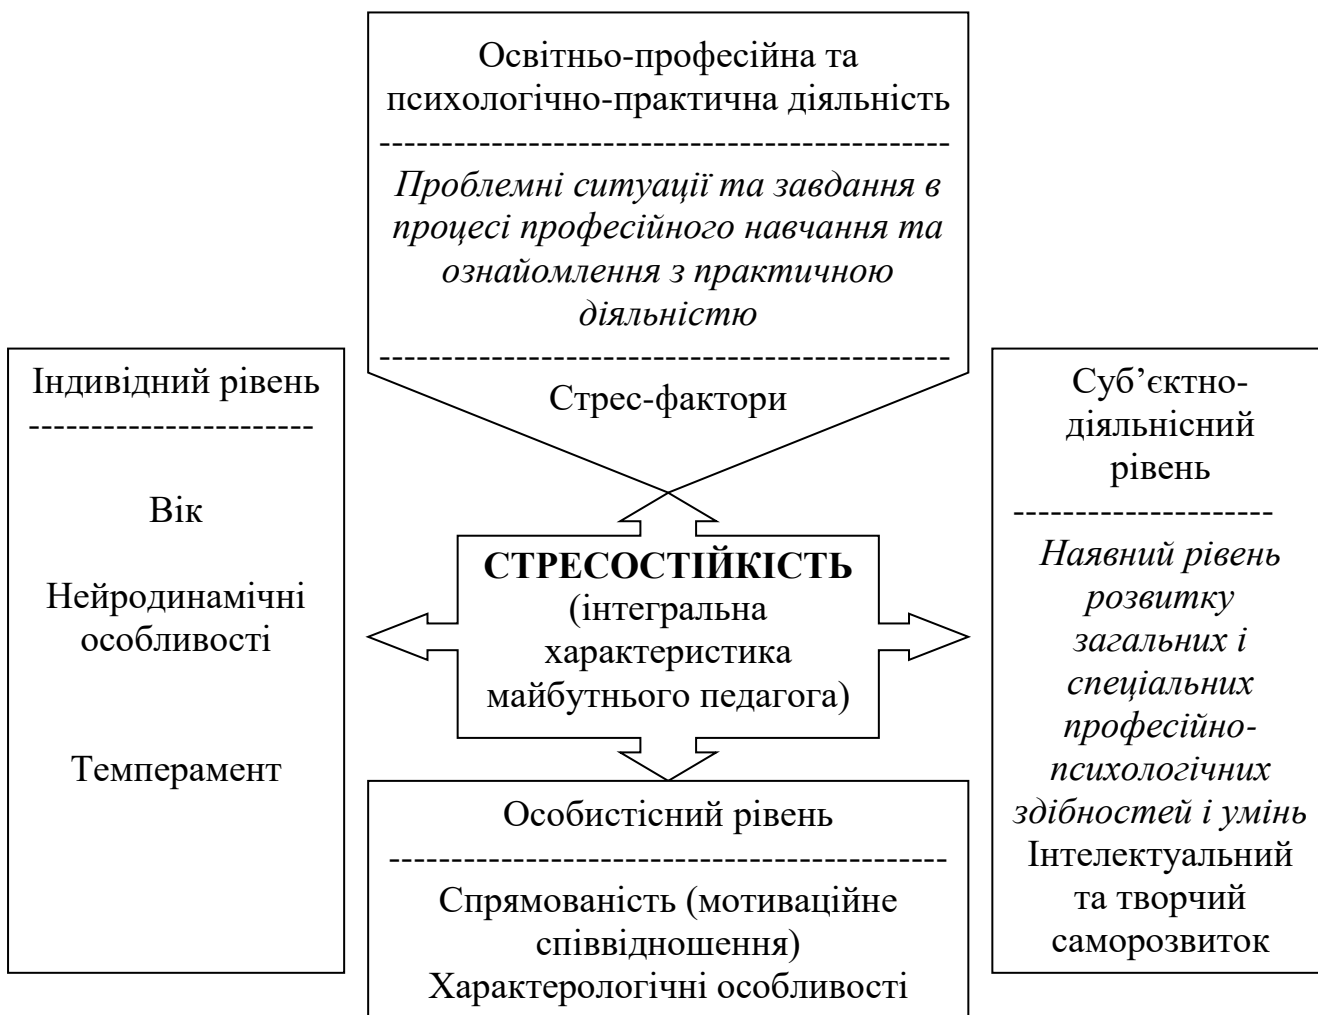 Освітньо-професійна та
психологічно-практична діяльність
----------------------------------------------
Проблемні ситуації та завдання в
процесі професійного навчання та
ознайомлення з практичною
діяльністю
----------------------------------------------
Стрес-фактори
Індивідний рівень
-----------------------
Вік
Нейродинамічні
особливості
Темперамент
СТРЕСОСТІЙКІСТЬ
(інтегральна
характеристика
майбутнього педагога)
Суб’єктно-
діяльнісний
рівень
---------------------
Наявний рівень
розвитку
загальних і
спеціальних
професійно-
психологічних
здібностей і умінь
Інтелектуальний
та творчий
саморозвиток
Особистісний рівень
---------------------------------------------
Спрямованість (мотиваційне
співвідношення)
Характерологічні особливості